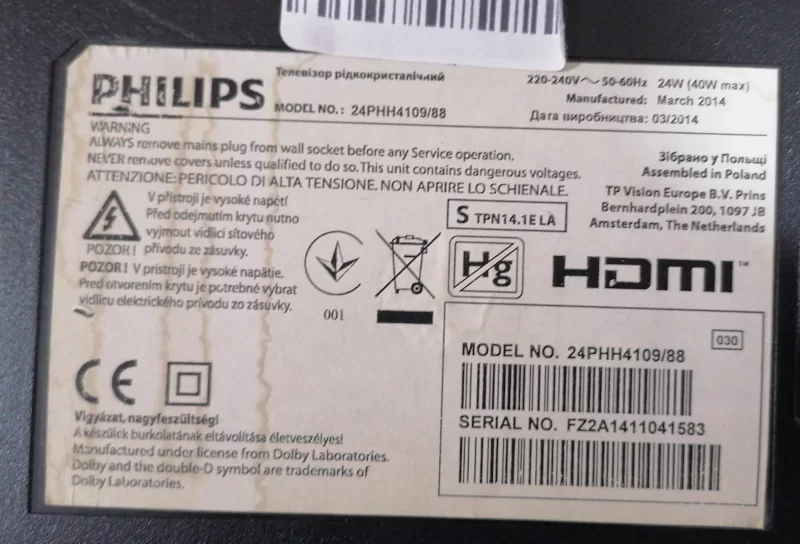 PHILIPS
Телевізор рідкокристалічний
MODEL NO.: 24PHH4109/88
220-240V~ 50-60Hz 24W (40W max)
Manufactured: March 2014
Дата виробництва: 03/2014
WARNING
ALWAYS remove mains plug from wall socket before any Service operation.
NEVER remove covers unless qualified to do so. This unit contains dangerous voltages.
ATTENZIONE: PERICOLO DI ALTA TENSIONE. NON APRIRE LO SCHIENALE.
Зібрано у Польщі
Assembled in Poland
TP Vision Europe B.V. Prins
Bernhardplein 200, 1097 JB
Amsterdam, The Netherlands
V přístroji je vysoké napětí
Před odejmutím krytu nutno
vyjmout vidlici síťového
POZOR! přívodu ze zásuvky.
POZOR! V prístroji je vysoké napätie.
Pred otvorením krytu je potrebné vybrat
vidlicu elektrického prívodu zo zásuvky.
S TPN14.1E LA
001
Hg
HDMI™
CE
030
MODEL NO. 24PHH4109/88
SERIAL NO. FZ2A1411041583
Vigyázat, nagyfeszültség!
A készülék burkolatának eltávolítása életveszélyes!
Manufactured under license from Dolby Laboratories.
Dolby and the double-D symbol are trademarks of
Dolby Laboratories.